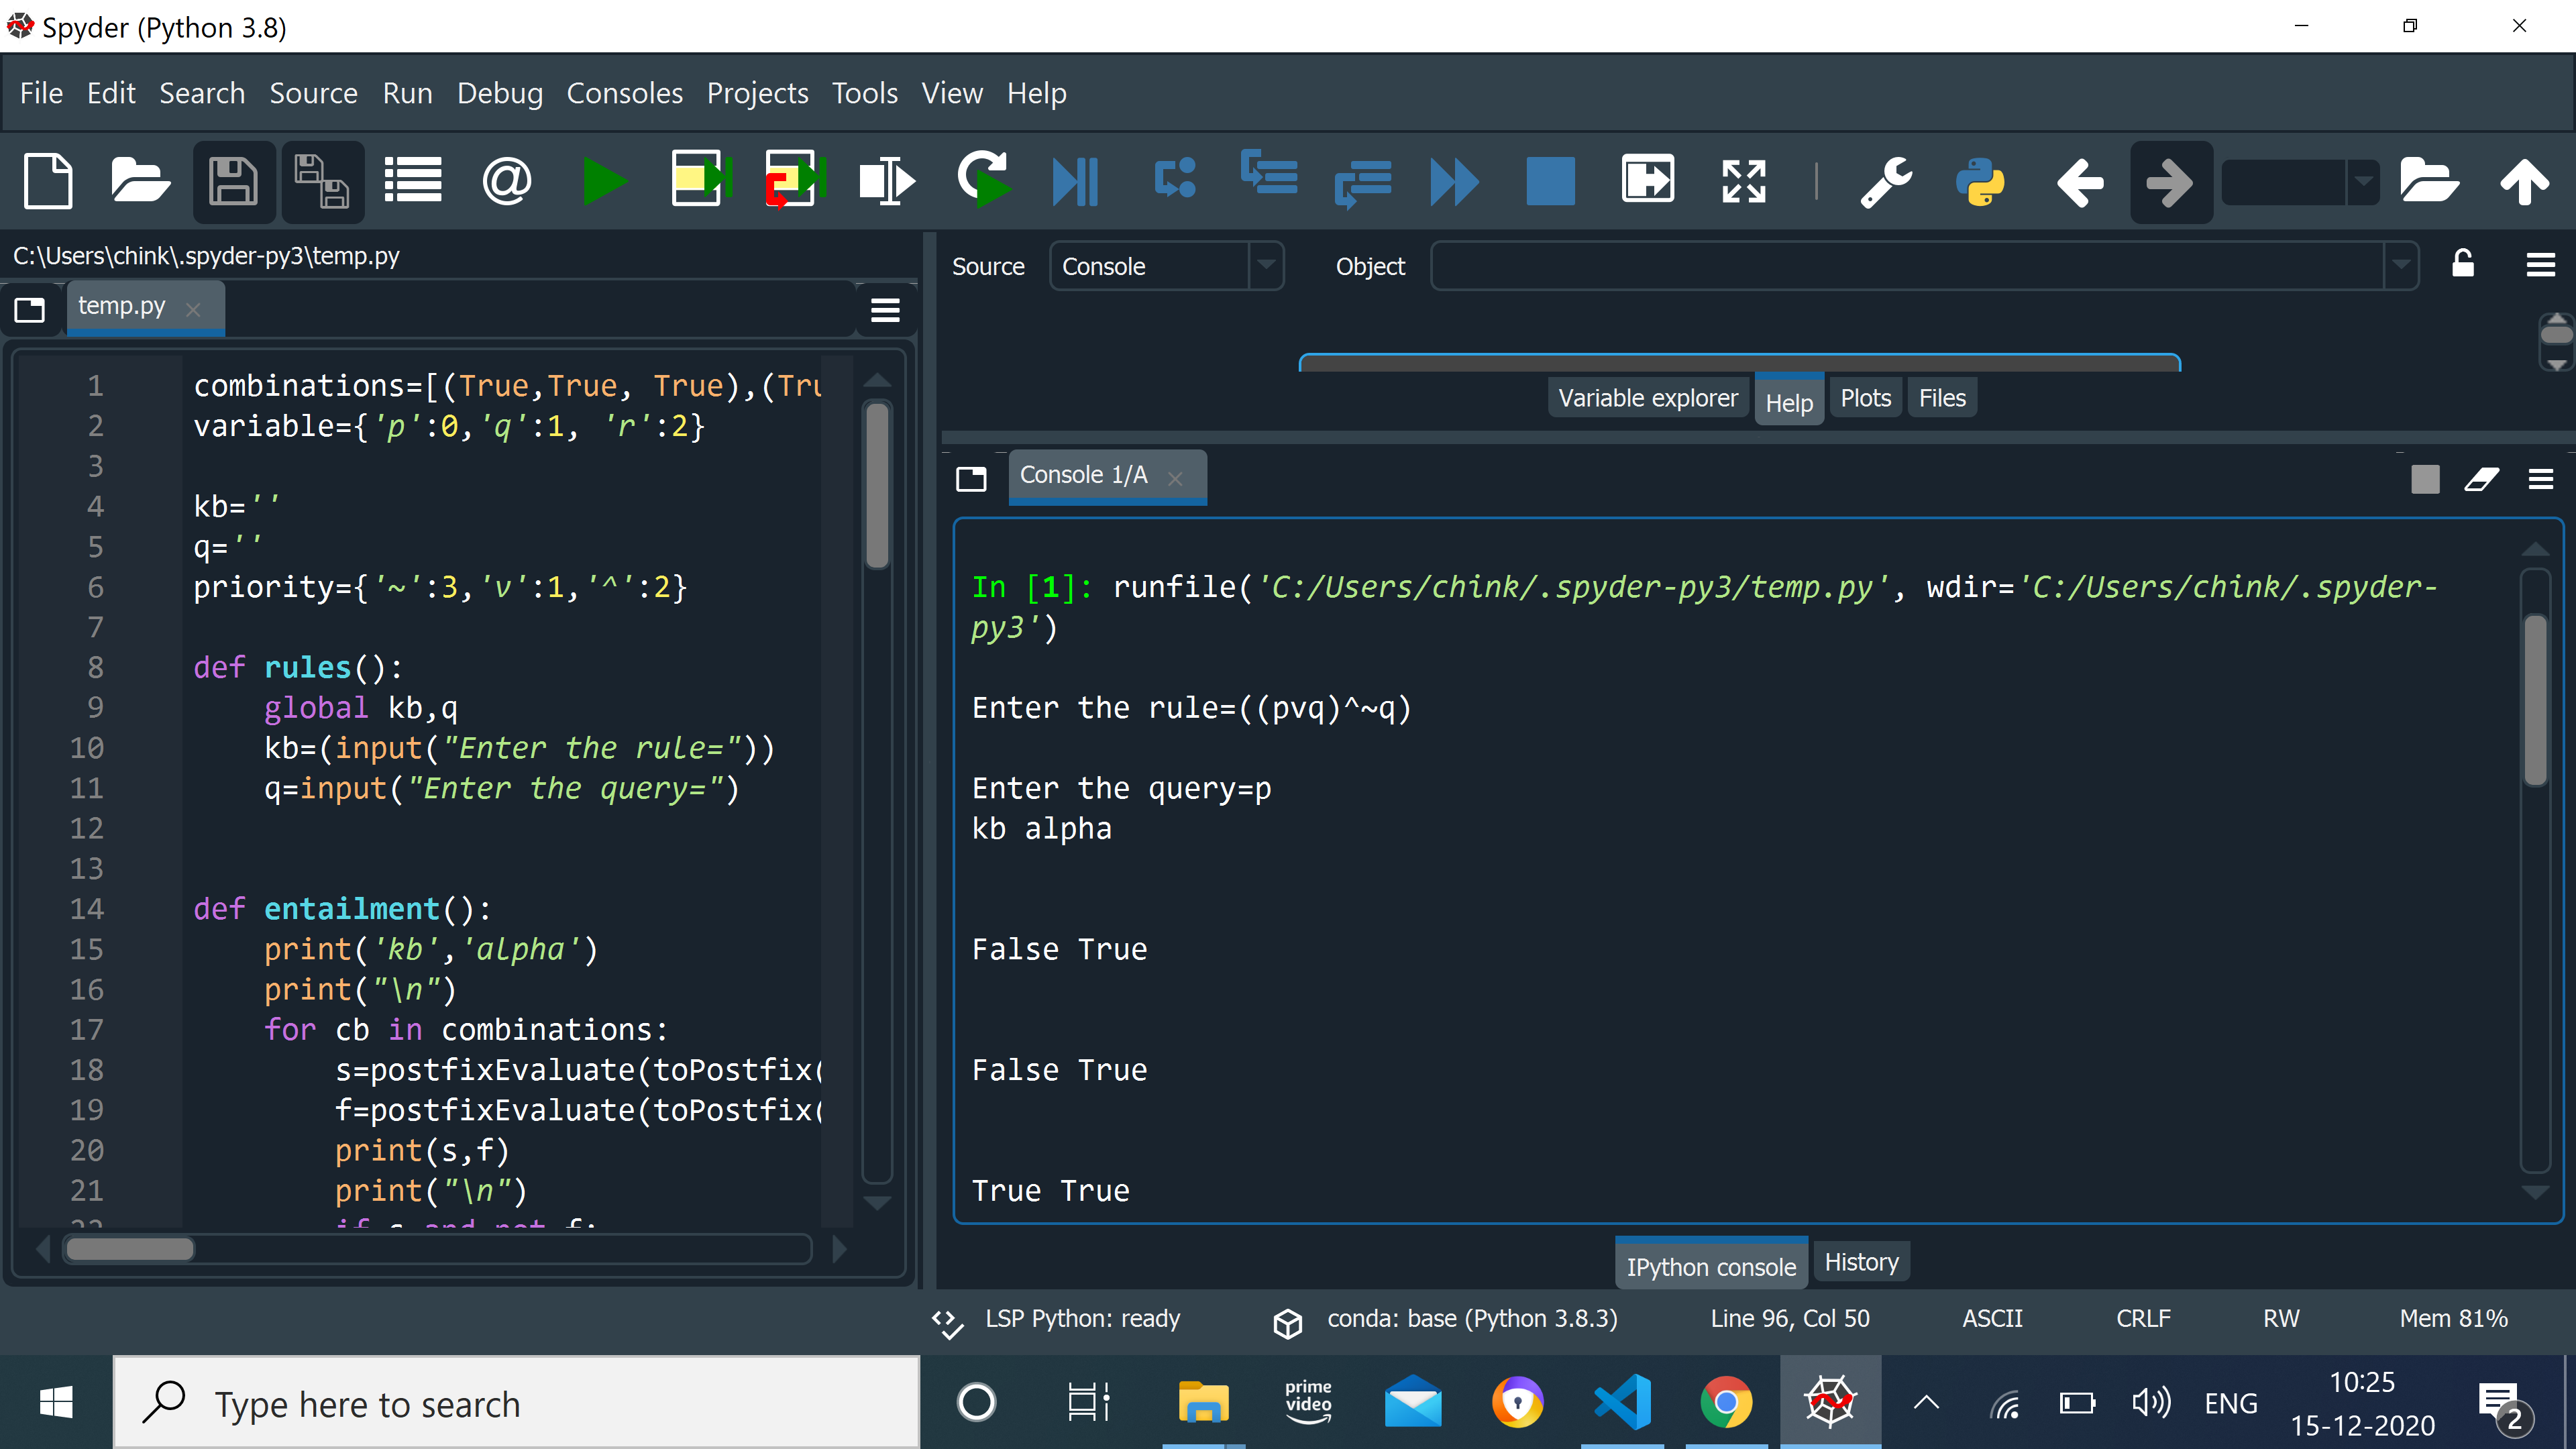 Spyder (Python 3.8)
File Edit Search Source Run Debug Consoles Projects Tools View Help
C:\Users\chink\.spyder-py3\temp.py
temp.py
1 combinations=[(True,True, True),(Tru
2 variable={'p':0,'q':1, 'r':2}
3
4 kb=''
5 q=''
6 priority={'~':3,'v':1,'^':2}
7
8 def rules():
9 global kb,q
10 kb=(input("Enter the rule="))
11 q=input("Enter the query=")
12
13
14 def entailment():
15 print('kb','alpha')
16 print("\n")
17 for cb in combinations:
18 s=postfixEvaluate(toPostfix(
19 f=postfixEvaluate(toPostfix(
20 print(s,f)
21 print("\n")
22 if s and not f:
Source Console Object
Variable explorer Help Plots Files
Console 1/A
In [1]: runfile('C:/Users/chink/.spyder-py3/temp.py', wdir='C:/Users/chink/.spyder-
py3')
Enter the rule=((pvq)^~q)
Enter the query=p
kb alpha
False True
False True
True True
IPython console History
LSP Python: ready conda: base (Python 3.8.3) Line 96, Col 50 ASCII CRLF RW Mem 81%
Type here to search
prime
video
ENG
10:25
15-12-2020
2